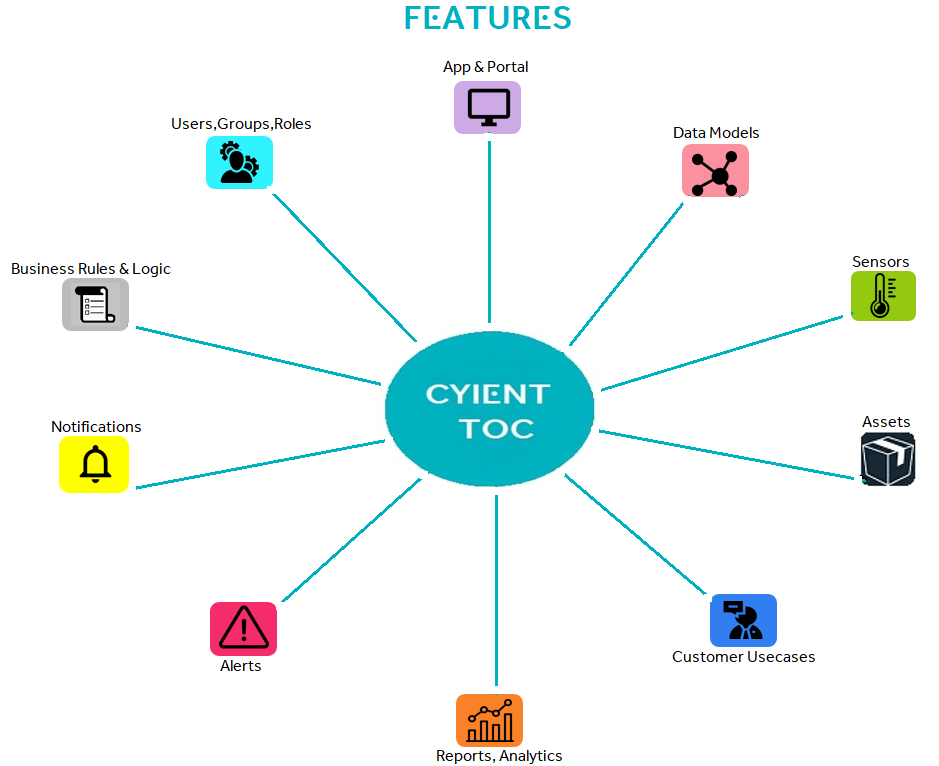 FEATURES
App & Portal
Users,Groups,Roles
Data Models
Sensors
Business Rules & Logic
CYIENT
TOC
Assets
Notifications
Customer Usecases
Alerts
Reports, Analytics